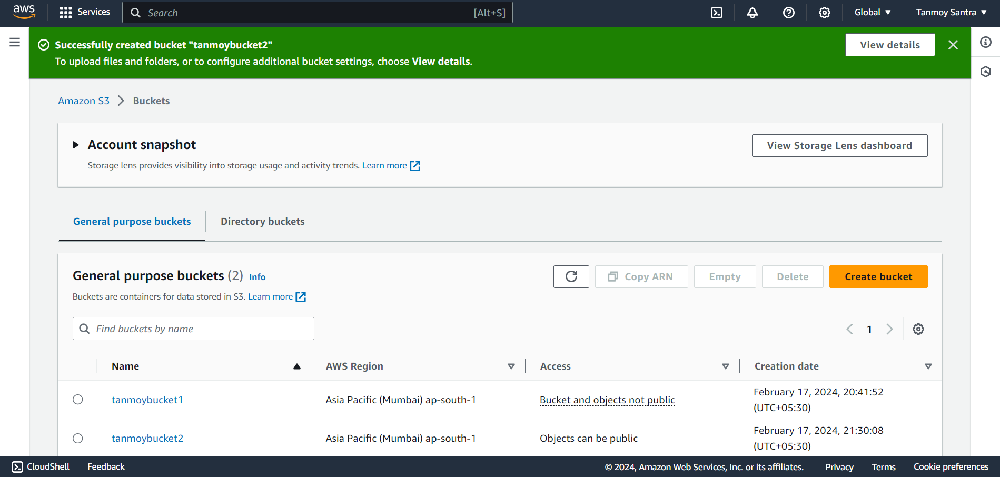 aws Services Search [Alt+S] Global Tanmoy Santra
Successfully created bucket "tanmoybucket2"
To upload files and folders, or to configure additional bucket settings, choose View details.
View details
Amazon S3 Buckets
Account snapshot
Storage lens provides visibility into storage usage and activity trends. Learn more
View Storage Lens dashboard
General purpose buckets Directory buckets
General purpose buckets (2) Info
Buckets are containers for data stored in S3. Learn more
Copy ARN Empty Delete Create bucket
Find buckets by name
1
Name AWS Region Access Creation date
tanmoybucket1 Asia Pacific (Mumbai) ap-south-1 Bucket and objects not public February 17, 2024, 20:41:52
(UTC+05:30)
tanmoybucket2 Asia Pacific (Mumbai) ap-south-1 Objects can be public February 17, 2024, 21:30:08
(UTC+05:30)
CloudShell Feedback © 2024, Amazon Web Services, Inc. or its affiliates. Privacy Terms Cookie preferences